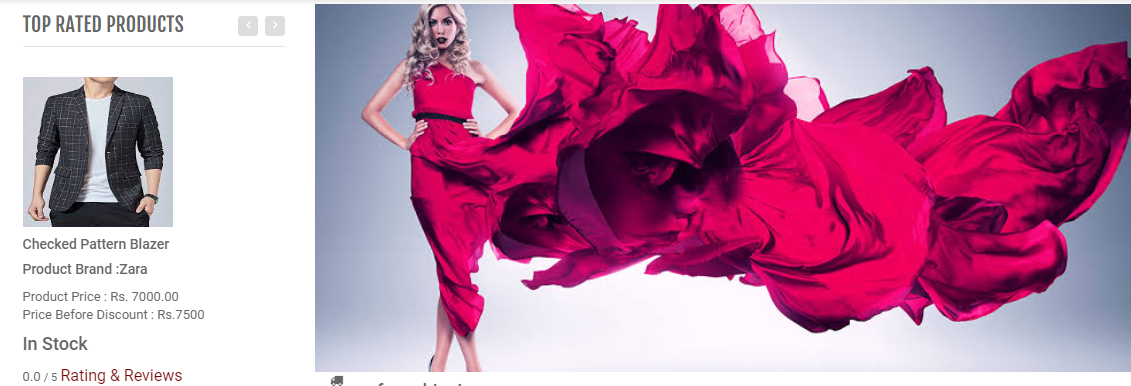 TOP RATED PRODUCTS
Checked Pattern Blazer
Product Brand :Zara
Product Price : Rs. 7000.00
Price Before Discount : Rs.7500
In Stock
0.0 / 5 Rating & Reviews